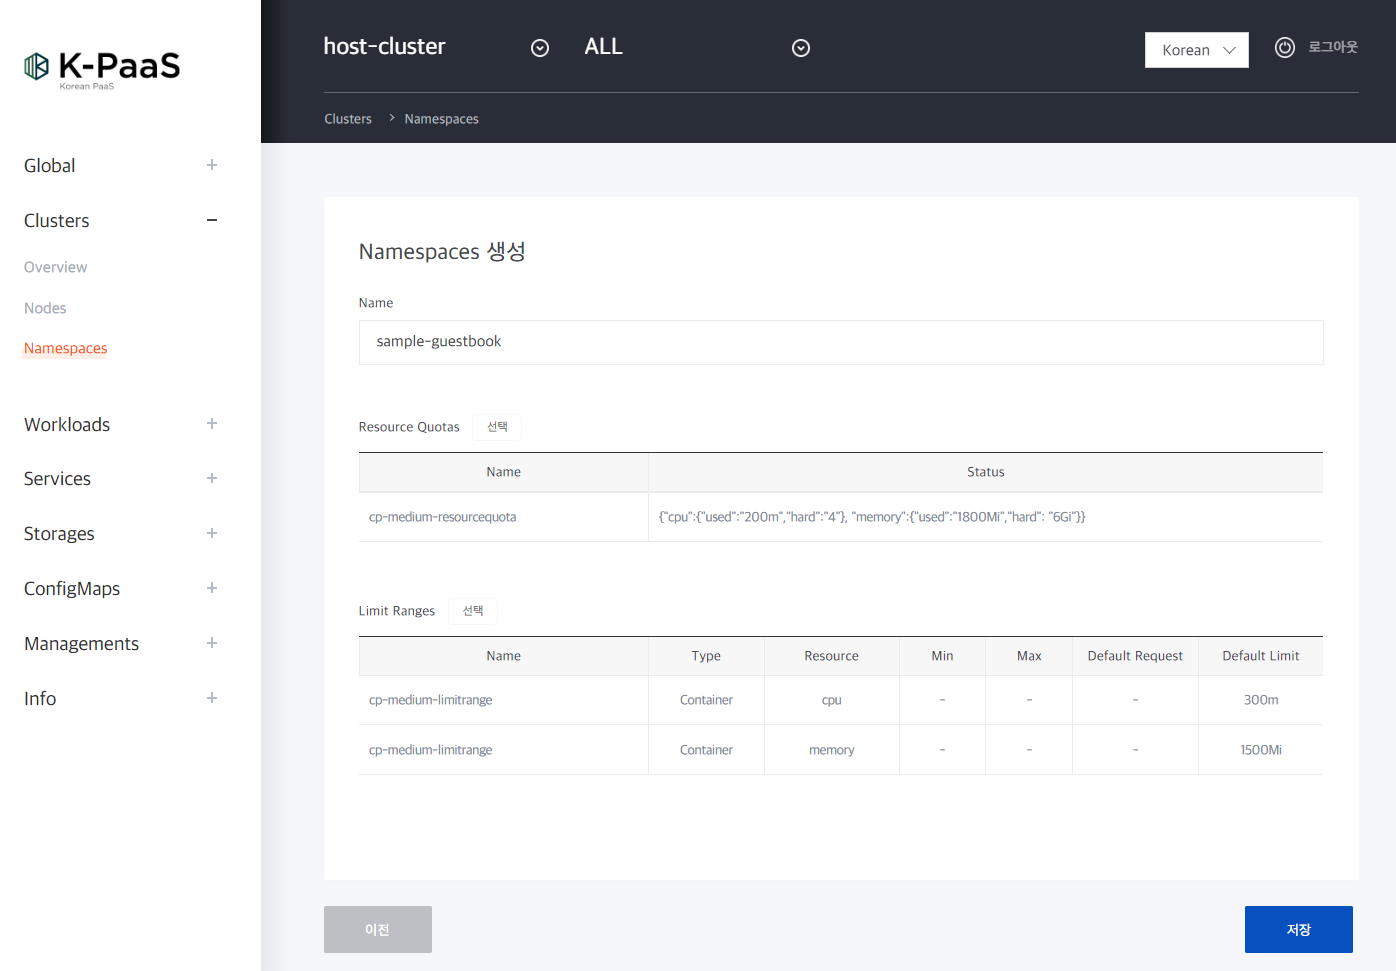 K-PaaS
Korean PaaS
host-cluster
ALL
Korean
로그아웃
Clusters > Namespaces
Global +
Clusters −
Overview
Nodes
Namespaces
Workloads +
Services +
Storages +
ConfigMaps +
Managements +
Info +
Namespaces 생성
Name
sample-guestbook
Resource Quotas 선택
Name Status
cp-medium-resourcequota {"cpu":{"used":"200m","hard":"4"}, "memory":{"used":"1800Mi","hard": "6Gi"}}
Limit Ranges 선택
Name Type Resource Min Max Default Request Default Limit
cp-medium-limitrange Container cpu - - - 300m
cp-medium-limitrange Container memory - - - 1500Mi
이전
저장